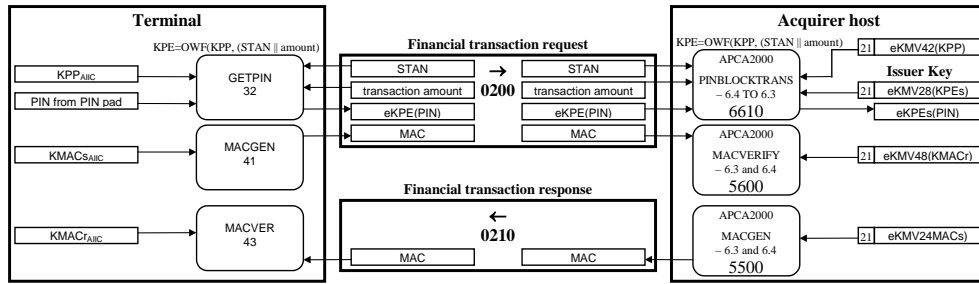 Terminal
KPE=OWF(KPP, (STAN || amount)
KPPAIIC
PIN from PIN pad
GETPIN
32
KMACsAIIC
MACGEN
41
KMACrAIIC
MACVER
43
Financial transaction request
STAN
→
STAN
transaction amount
0200
transaction amount
eKPE(PIN)
eKPE(PIN)
MAC
MAC
Financial transaction response
←
0210
MAC
MAC
Acquirer host
KPE=OWF(KPP, (STAN || amount)
APCA2000
PINBLOCKTRANS
– 6.4 TO 6.3
6610
21 eKMV42(KPP)
Issuer Key
21 eKMV28(KPEs)
eKPEs(PIN)
APCA2000
MACVERIFY
– 6.3 and 6.4
5600
21 eKMV48(KMACr)
APCA2000
MACGEN
– 6.3 and 6.4
5500
21 eKMV24MACs)